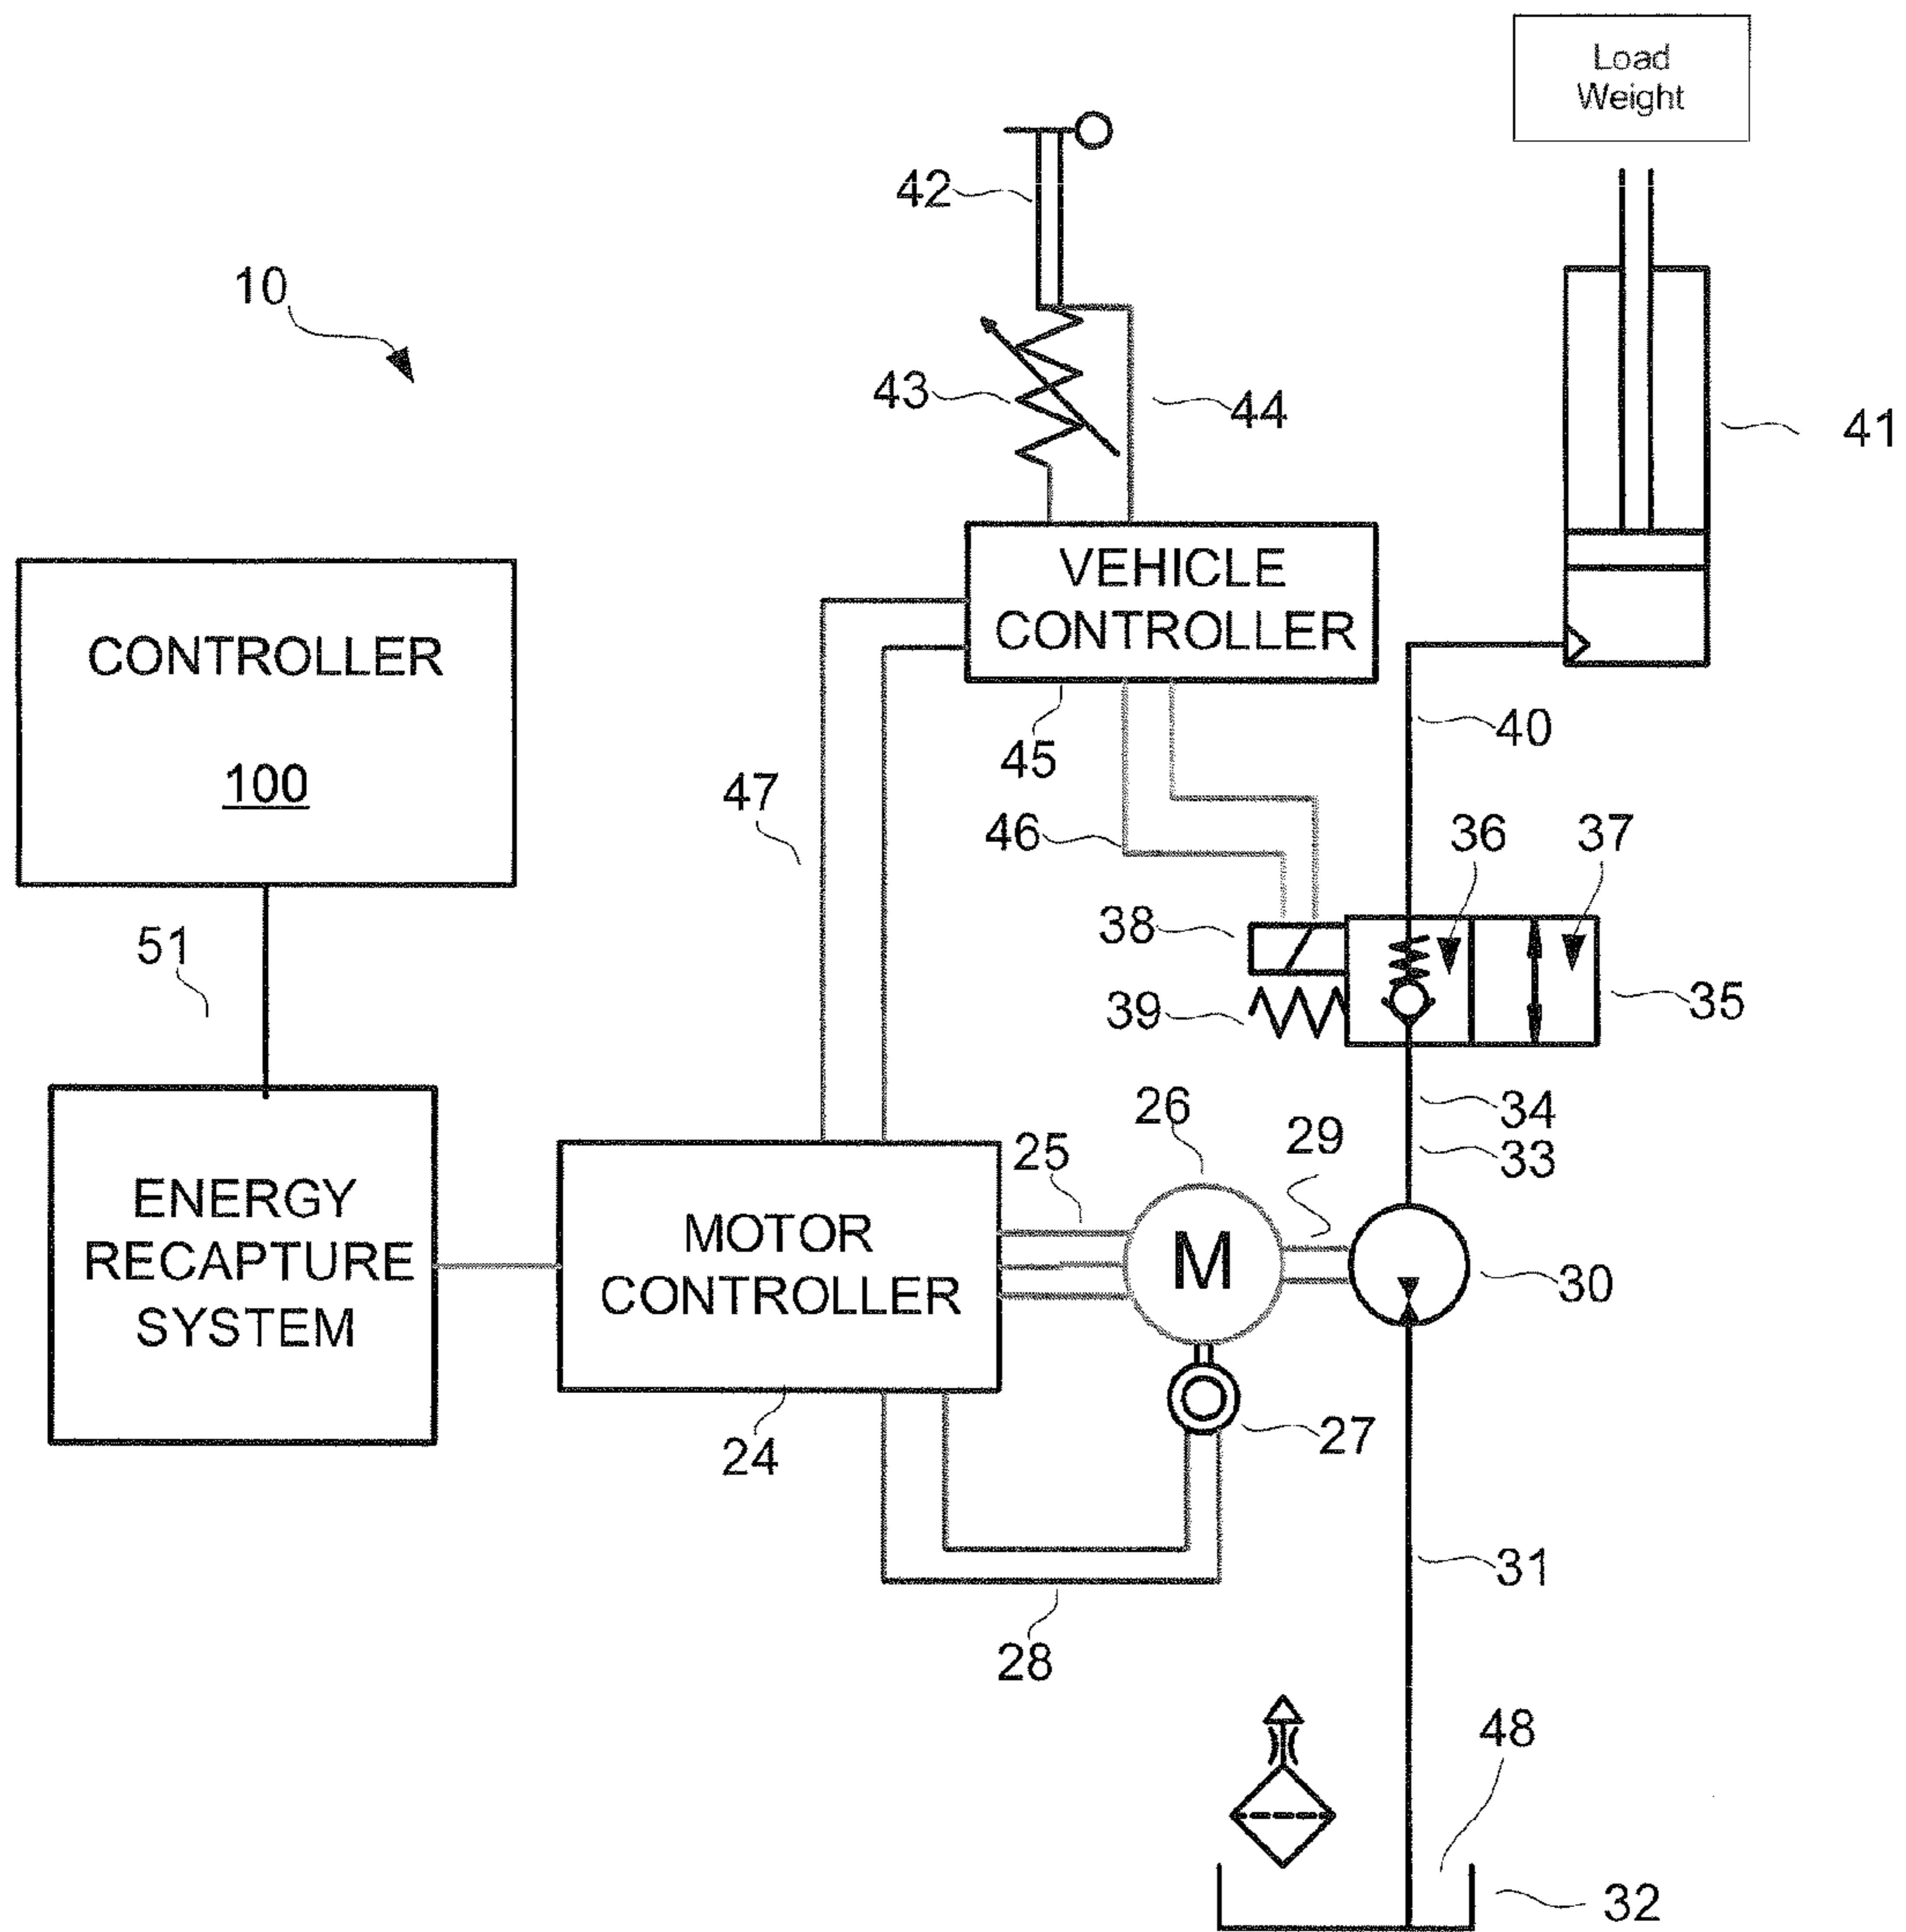 Load
Weight
42
10
43
44
41
VEHICLE
CONTROLLER
CONTROLLER
100
45
40
47
46
36
37
38
51
39
35
26
34
25
29
33
ENERGY
RECAPTURE
SYSTEM
MOTOR
CONTROLLER
M
30
24
27
31
28
48
32